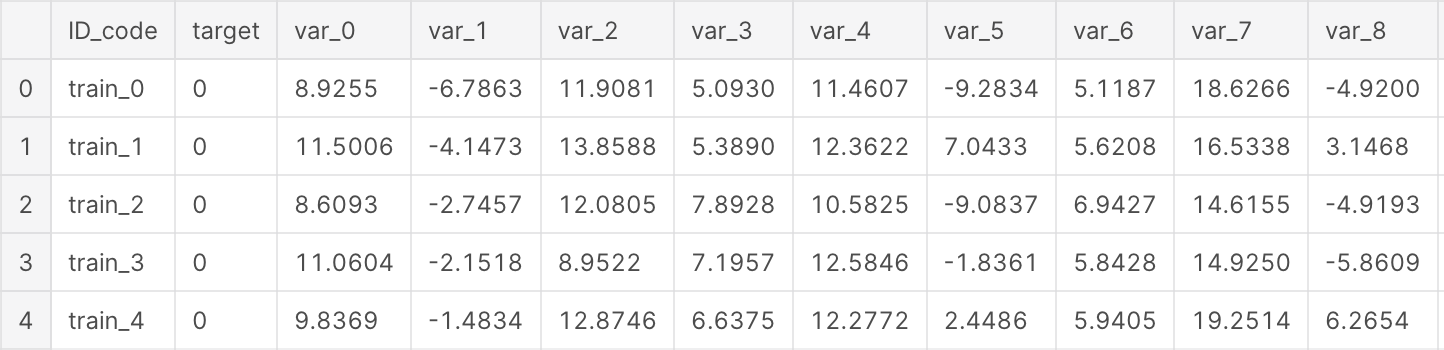 ID_code target var_0 var_1 var_2 var_3 var_4 var_5 var_6 var_7 var_8
0 train_0 0 8.9255 -6.7863 11.9081 5.0930 11.4607 -9.2834 5.1187 18.6266 -4.9200
1 train_1 0 11.5006 -4.1473 13.8588 5.3890 12.3622 7.0433 5.6208 16.5338 3.1468
2 train_2 0 8.6093 -2.7457 12.0805 7.8928 10.5825 -9.0837 6.9427 14.6155 -4.9193
3 train_3 0 11.0604 -2.1518 8.9522 7.1957 12.5846 -1.8361 5.8428 14.9250 -5.8609
4 train_4 0 9.8369 -1.4834 12.8746 6.6375 12.2772 2.4486 5.9405 19.2514 6.2654